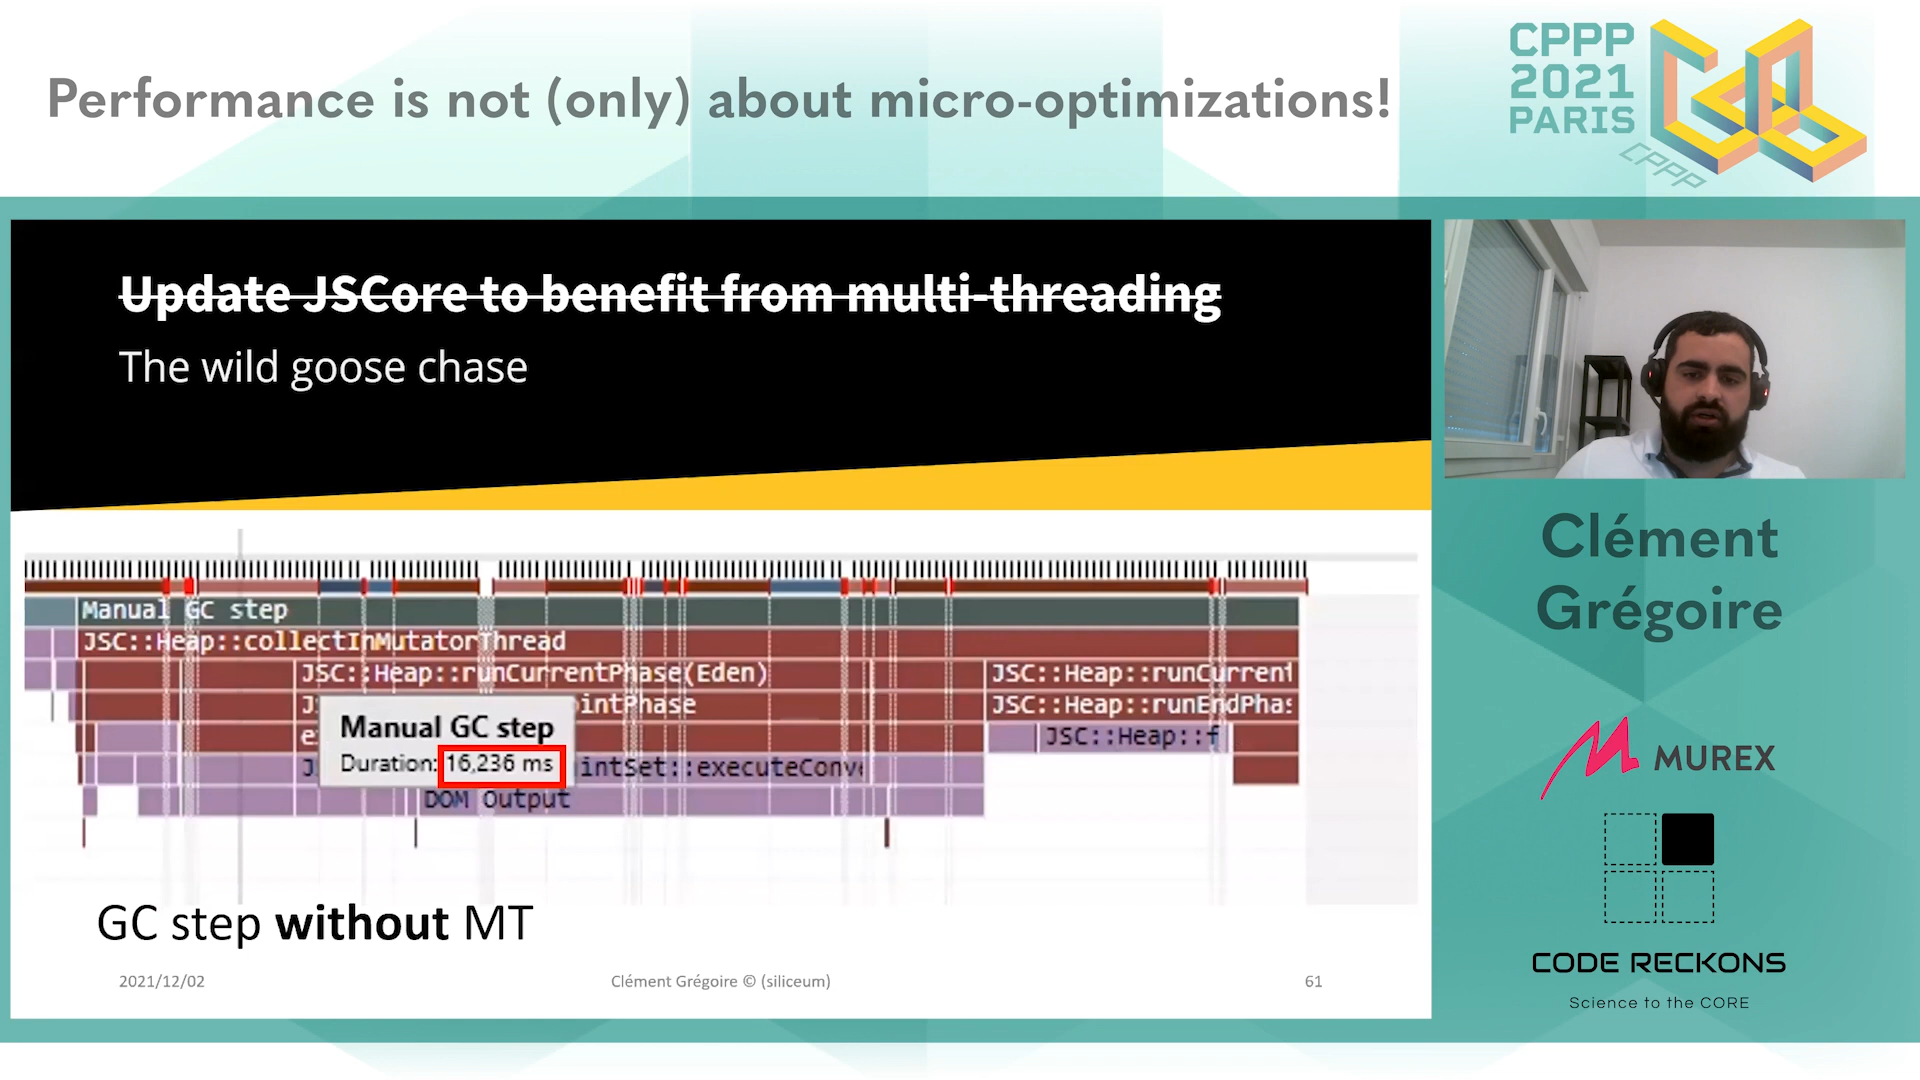 Performance is not (only) about micro-optimizations!
CPPP
2021
PARIS
CPPP
Update JSCore to benefit from multi-threading
The wild goose chase
Manual GC step
JSC::Heap::collectInMutatorThread
JSC::Heap::runCurrentPhase(Eden)
JSC::Heap::runCurrent
intPhase
JSC::Heap::runEndPhas
Manual GC step
JSC::Heap::f
Duration: 16,236 ms
intSet::executeConv
DOM Output
GC step without MT
2021/12/02
Clément Grégoire © (siliceum)
61
Clément
Grégoire
MUREX
CODE RECKONS
Science to the CORE